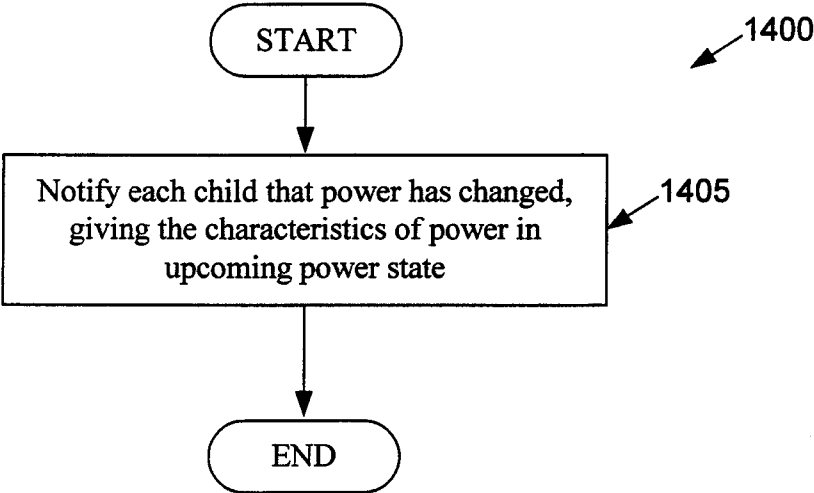 START
1400
Notify each child that power has changed,
giving the characteristics of power in
upcoming power state
1405
END